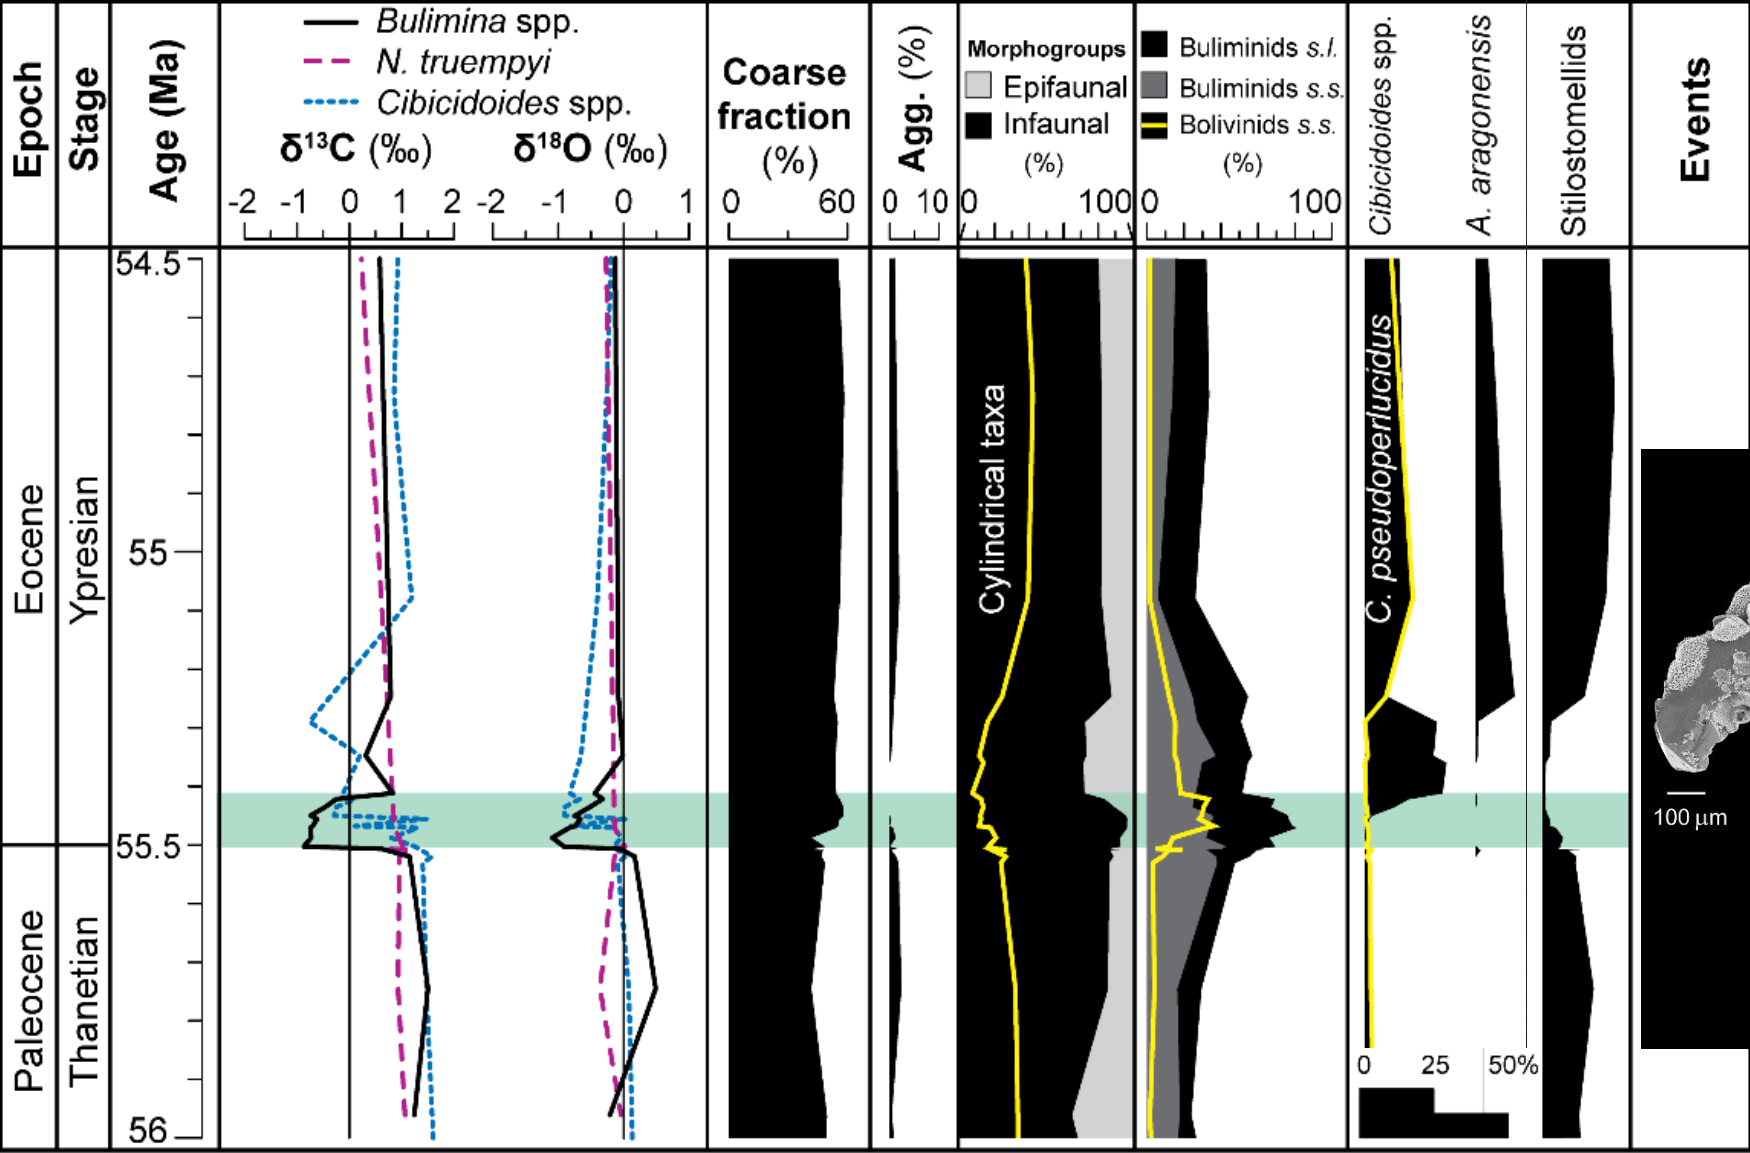 Epoch
Stage
Age (Ma)
Bulimina spp.
N. truempyi
Cibicidoides spp.
δ¹³C (‰)
δ¹⁸O (‰)
-2 -1 0 1 2
-2 -1 0 1
Coarse
fraction
(%)
0 60
Agg. (%)
0 10
Morphogroups
Epifaunal
Infaunal
(%)
0 100
Buliminids s.l.
Buliminids s.s.
Bolivinids s.s.
(%)
0 100
Cibicidoides spp.
A. aragonensis
Stilostomellids
Events
54.5
55
55.5
56
Eocene
Ypresian
Paleocene
Thanetian
Cylindrical taxa
C. pseudoperlucidus
0 25 50%
100 µm